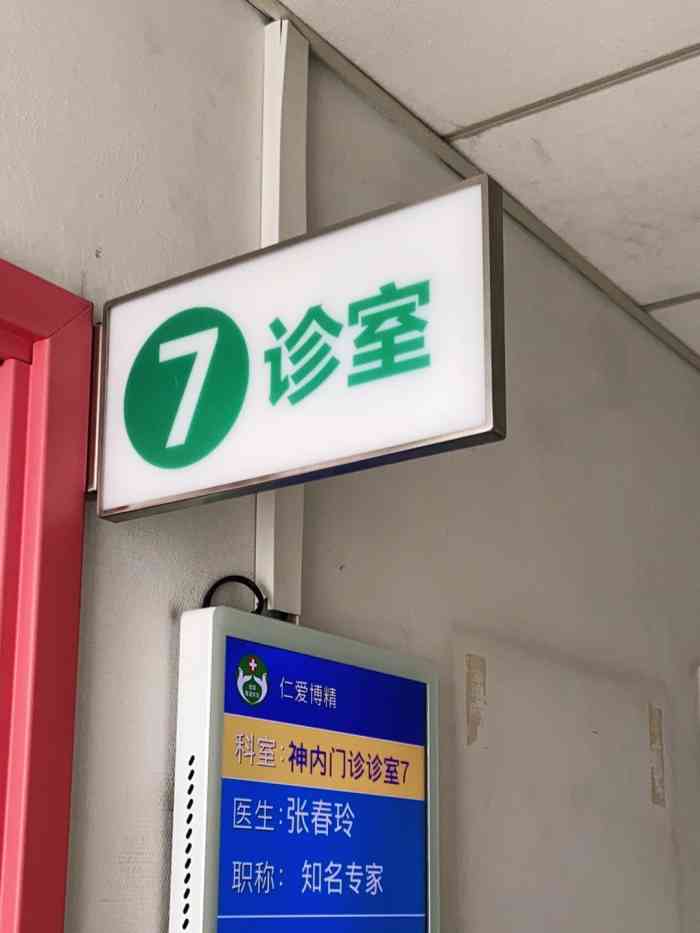 7诊室
仁爱博精
科室:神内门诊诊室7
医生:张春玲
职称: 知名专家